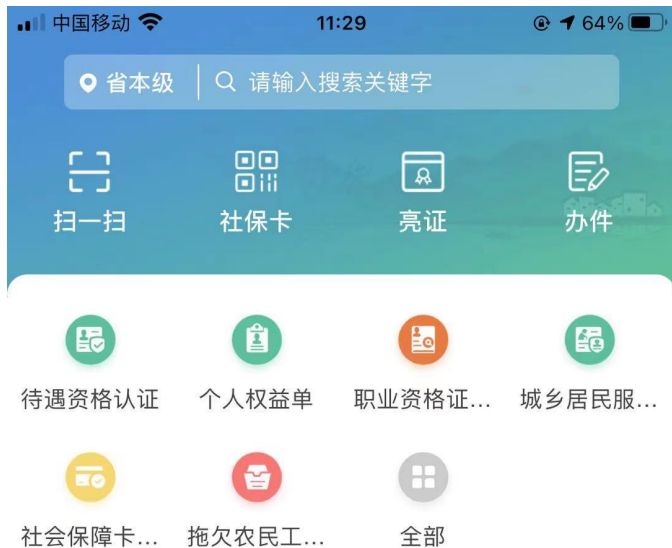 中国移动 11:29 64%
省本级 请输入搜索关键字
扫一扫 社保卡 亮证 办件
待遇资格认证 个人权益单 职业资格证... 城乡居民服...
社会保障卡... 拖欠农民工... 全部